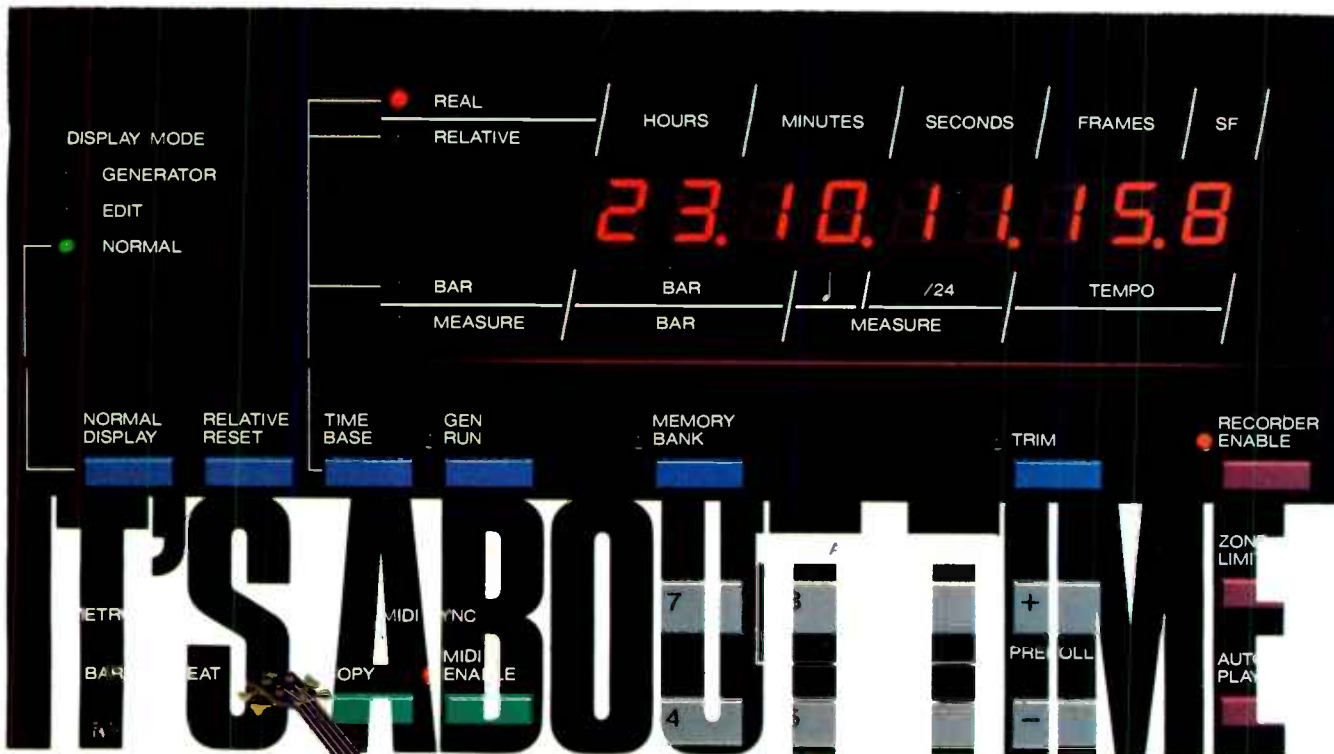 REAL
HOURS MINUTES SECONDS FRAMES SF
DISPLAY MODE
RELATIVE
GENERATOR
EDIT
23.10.11.15.8
NORMAL
BAR BAR /24 TEMPO
MEASURE BAR MEASURE
NORMAL DISPLAY
RELATIVE RESET
TIME BASE
GEN RUN
MEMORY BANK
TRIM
RECORDER ENABLE
IT'S ABOUT TIME
7 +
MIDI
BAR
MIDI ENABLE
4 -